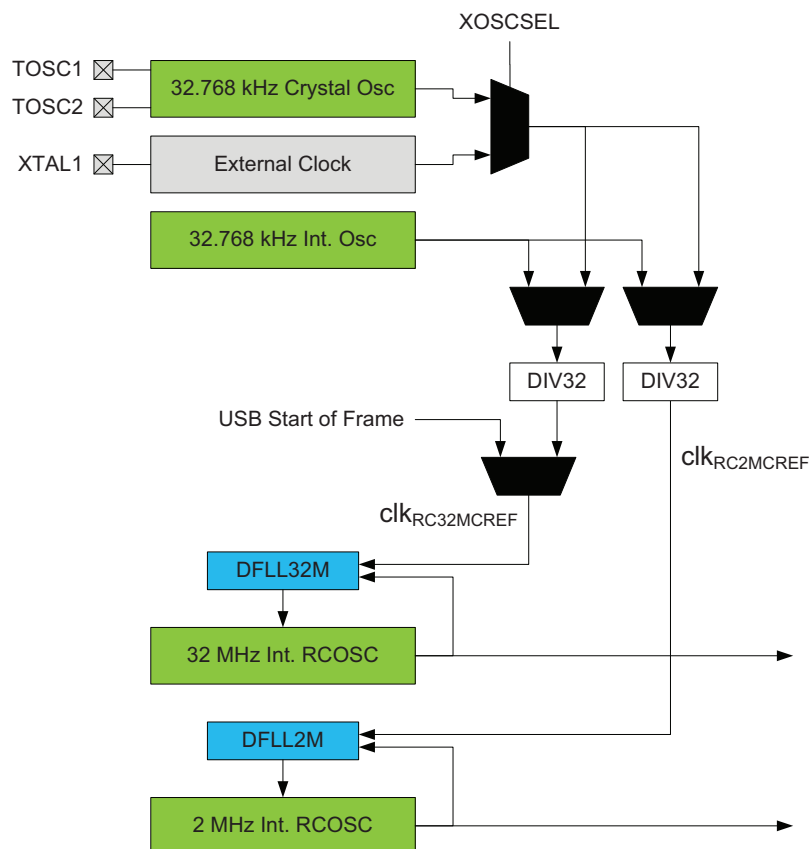 XOSCSEL
TOSC1
32.768 kHz Crystal Osc
TOSC2
XTAL1
External Clock
32.768 kHz Int. Osc
DIV32
DIV32
USB Start of Frame
clkRC2MCREF
clkRC32MCREF
DFLL32M
32 MHz Int. RCOSC
DFLL2M
2 MHz Int. RCOSC